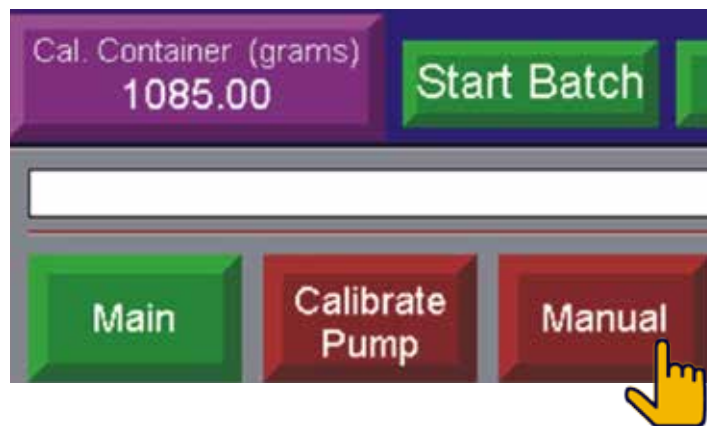 Cal. Container (grams)
1085.00
Start Batch
Main
Calibrate
Pump
Manual